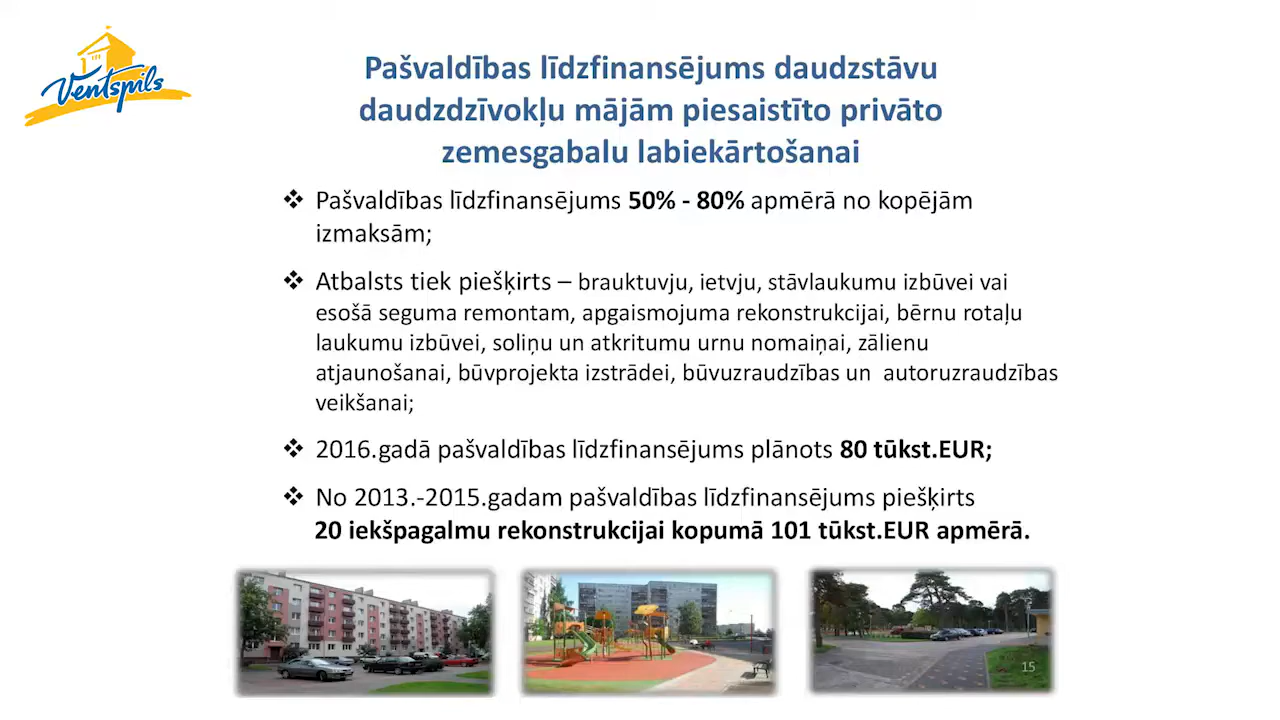 Ventspils
Pašvaldības līdzfinansējums daudzstāvu
daudzdzīvokļu mājām piesaistīto privāto
zemesgabalu labiekārtošanai
❖ Pašvaldības līdzfinansējums 50% - 80% apmērā no kopējām
izmaksām;
❖ Atbalsts tiek piešķirts – brauktuvju, ietvju, stāvlaukumu izbūvei vai
esošā seguma remontam, apgaismojuma rekonstrukcijai, bērnu rotaļu
laukumu izbūvei, soliņu un atkritumu urnu nomaiņai, zālienu
atjaunošanai, būvprojekta izstrādei, būvuzraudzības un autoruzraudzības
veikšanai;
❖ 2016.gadā pašvaldības līdzfinansējums plānots 80 tūkst.EUR;
❖ No 2013.-2015.gadam pašvaldības līdzfinansējums piešķirts
20 iekšpagalmu rekonstrukcijai kopumā 101 tūkst.EUR apmērā.
15